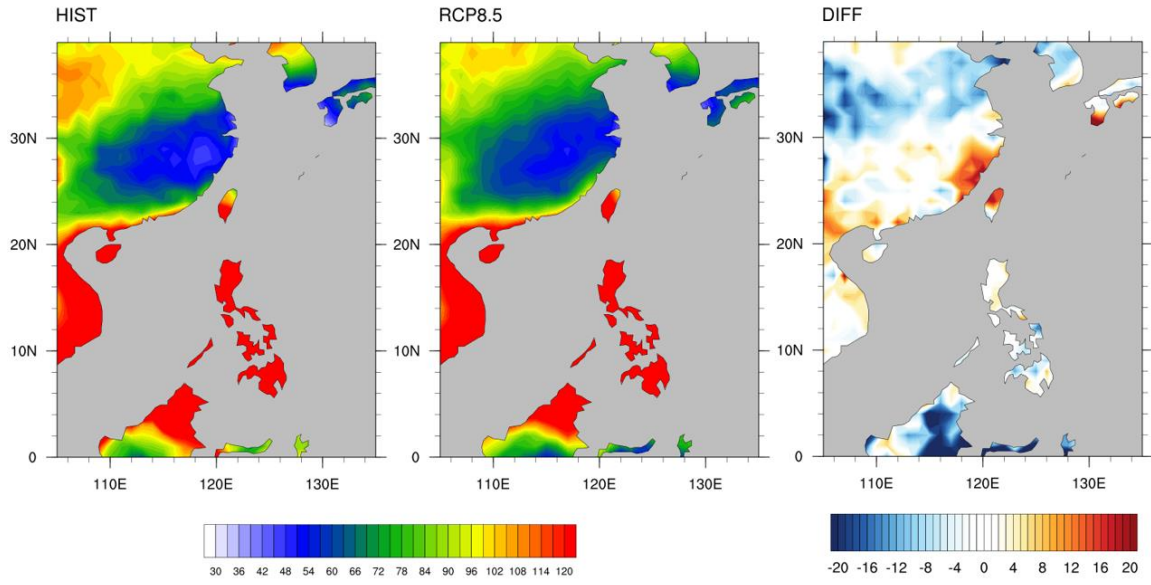 HIST RCP8.5 DIFF
30N 30N 30N
20N 20N 20N
10N 10N 10N
0 0 0
110E 120E 130E 110E 120E 130E 110E 120E 130E
30 36 42 48 54 60 66 72 78 84 90 96 102 108 114 120
-20 -16 -12 -8 -4 0 4 8 12 16 20